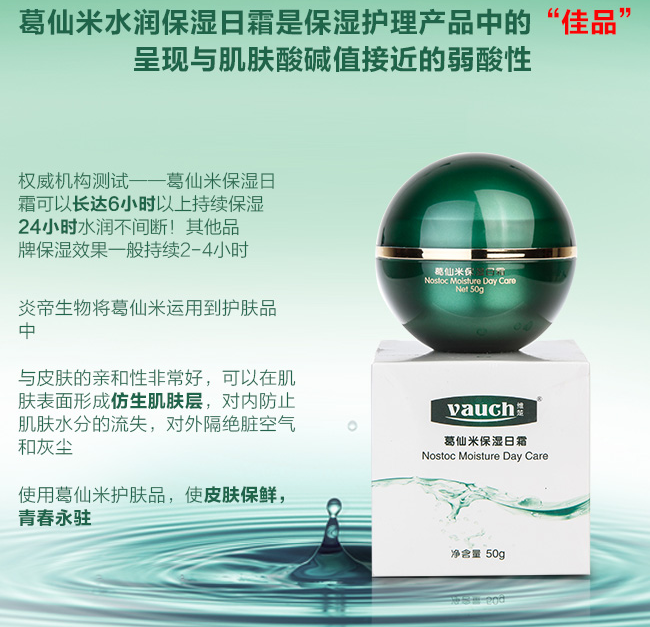 葛仙米水润保湿日霜是保湿护理产品中的“佳品”
呈现与肌肤酸碱值接近的弱酸性
权威机构测试——葛仙米保湿日
霜可以长达6小时以上持续保湿
24小时水润不间断！其他品
牌保湿效果一般持续2-4小时
炎帝生物将葛仙米运用到护肤品
中
与皮肤的亲和性非常好，可以在肌
肤表面形成仿生肌肤层，对内防止
肌肤水分的流失，对外隔绝脏空气
和灰尘
使用葛仙米护肤品，使皮肤保鲜，
青春永驻
葛仙米保湿日霜
Nostoc Moisture Day Care
Net 50g
vauch 维楚®
葛仙米保湿日霜
Nostoc Moisture Day Care
净含量 50g